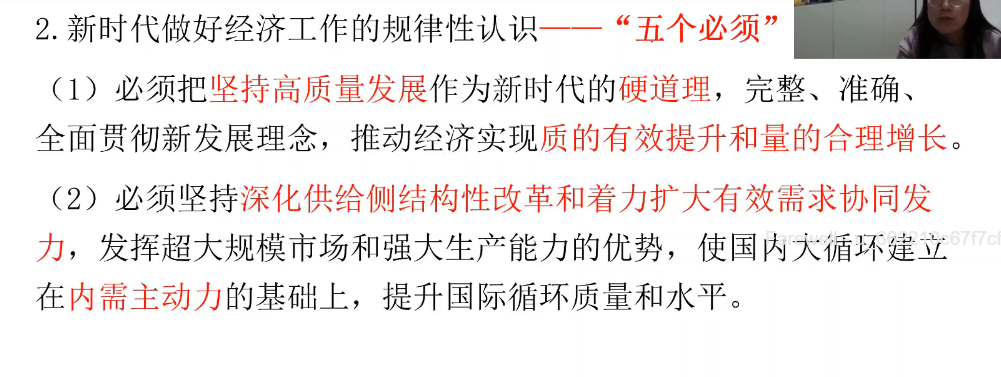 2.新时代做好经济工作的规律性认识——“五个必须”
（1）必须把坚持高质量发展作为新时代的硬道理，完整、准确、
全面贯彻新发展理念，推动经济实现质的有效提升和量的合理增长。
（2）必须坚持深化供给侧结构性改革和着力扩大有效需求协同发
力，发挥超大规模市场和强大生产能力的优势，使国内大循环建立
在内需主动力的基础上，提升国际循环质量和水平。